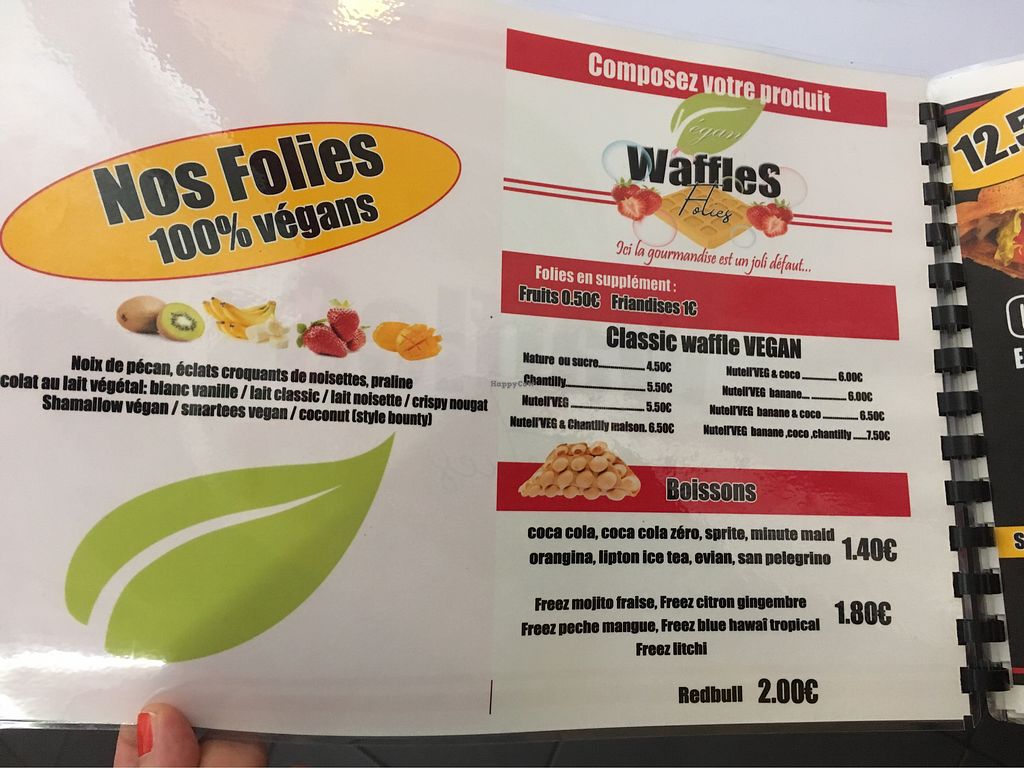 Nos Folies
100% végans
Noix de pécan, éclats croquants de noisettes, praline
colat au lait végétal: blanc vanille / lait classic / lait noisette / crispy nougat
Shamallow végan / smartees vegan / coconut (style bounty)
Composez votre produit
végan
Waffles
Folies
Ici la gourmandise est un joli défaut...
Folies en supplément :
Fruits 0.50€ Friandises 1€
Classic waffle VEGAN
Nature ou sucre................ 4.50€
Chantilly........................... 5.50€
Nutell'VEG ......................... 5.50€
Nutell'VEG & Chantilly maison. 6.50€
Nutell'VEG & coco ............ 6.00€
Nutell'VEG banane... ............ 6.00€
Nutell'VEG banane & coco ............ 6.50€
Nutell'VEG banane ,coco ,chantilly ......7.50€
HappyCow
Boissons
coca cola, coca cola zéro, sprite, minute maid
orangina, lipton ice tea, evian, san pelegrino
1.40€
Freez mojito fraise, Freez citron gingembre
Freez peche mangue, Freez blue hawaî tropical
Freez litchi
1.80€
Redbull 2.00€
12.5